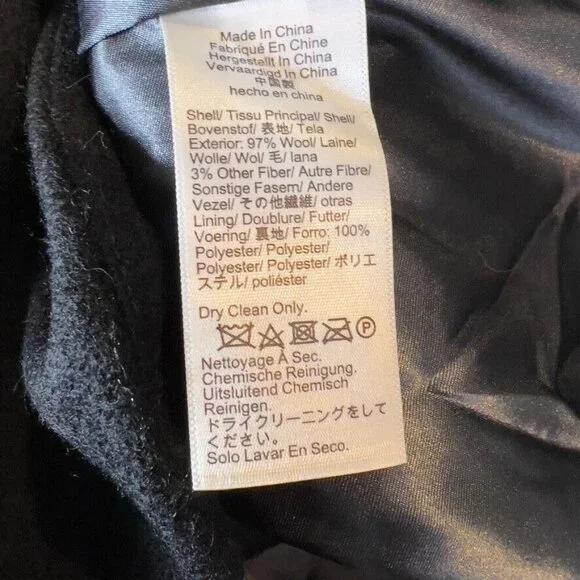 Made In China
Fabriqué En Chine
Hergestellt In China
Vervaardigd In China
中国製
hecho en china
Shell/ Tissu Principal/ Shell/
Bovenstof/ 表地/ Tela
Exterior: 97% Wool/ Laine/
Wolle/ Wol/ 毛/ lana
3% Other Fiber/ Autre Fibre/
Sonstige Fasern/ Andere
Vezel/ その他繊維/ otras
Lining/ Doublure/ Futter/
Voering/ 裏地/ Forro: 100%
Polyester/ Polyester/
Polyester/ Polyester/ ポリエ
ステル/ poliéster
Dry Clean Only.
P
Nettoyage À Sec.
Chemische Reinigung.
Uitsluitend Chemisch
Reinigen.
ドライクリーニングをして
ください。
Solo Lavar En Seco.